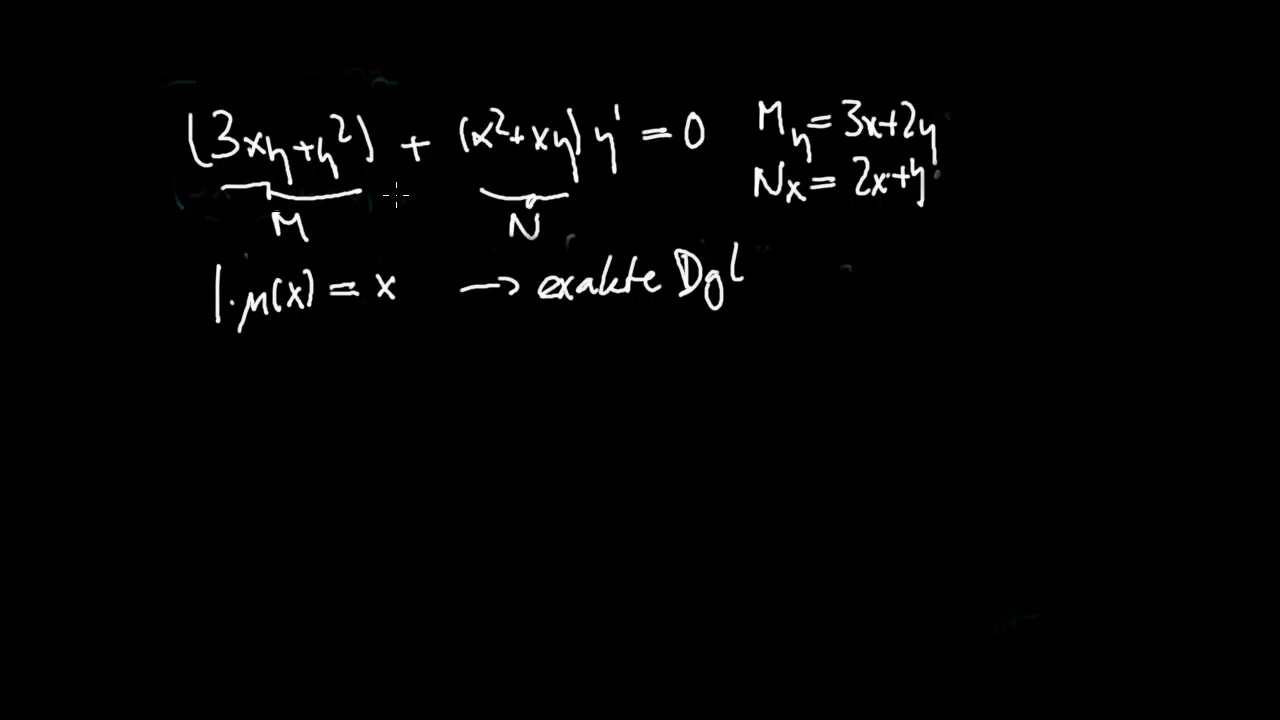 (3xy+y²) + (x²+xy) y' = 0 M_y = 3x+2y
M N N_x = 2x+y
|·μ(x) = x → exakte Dgl